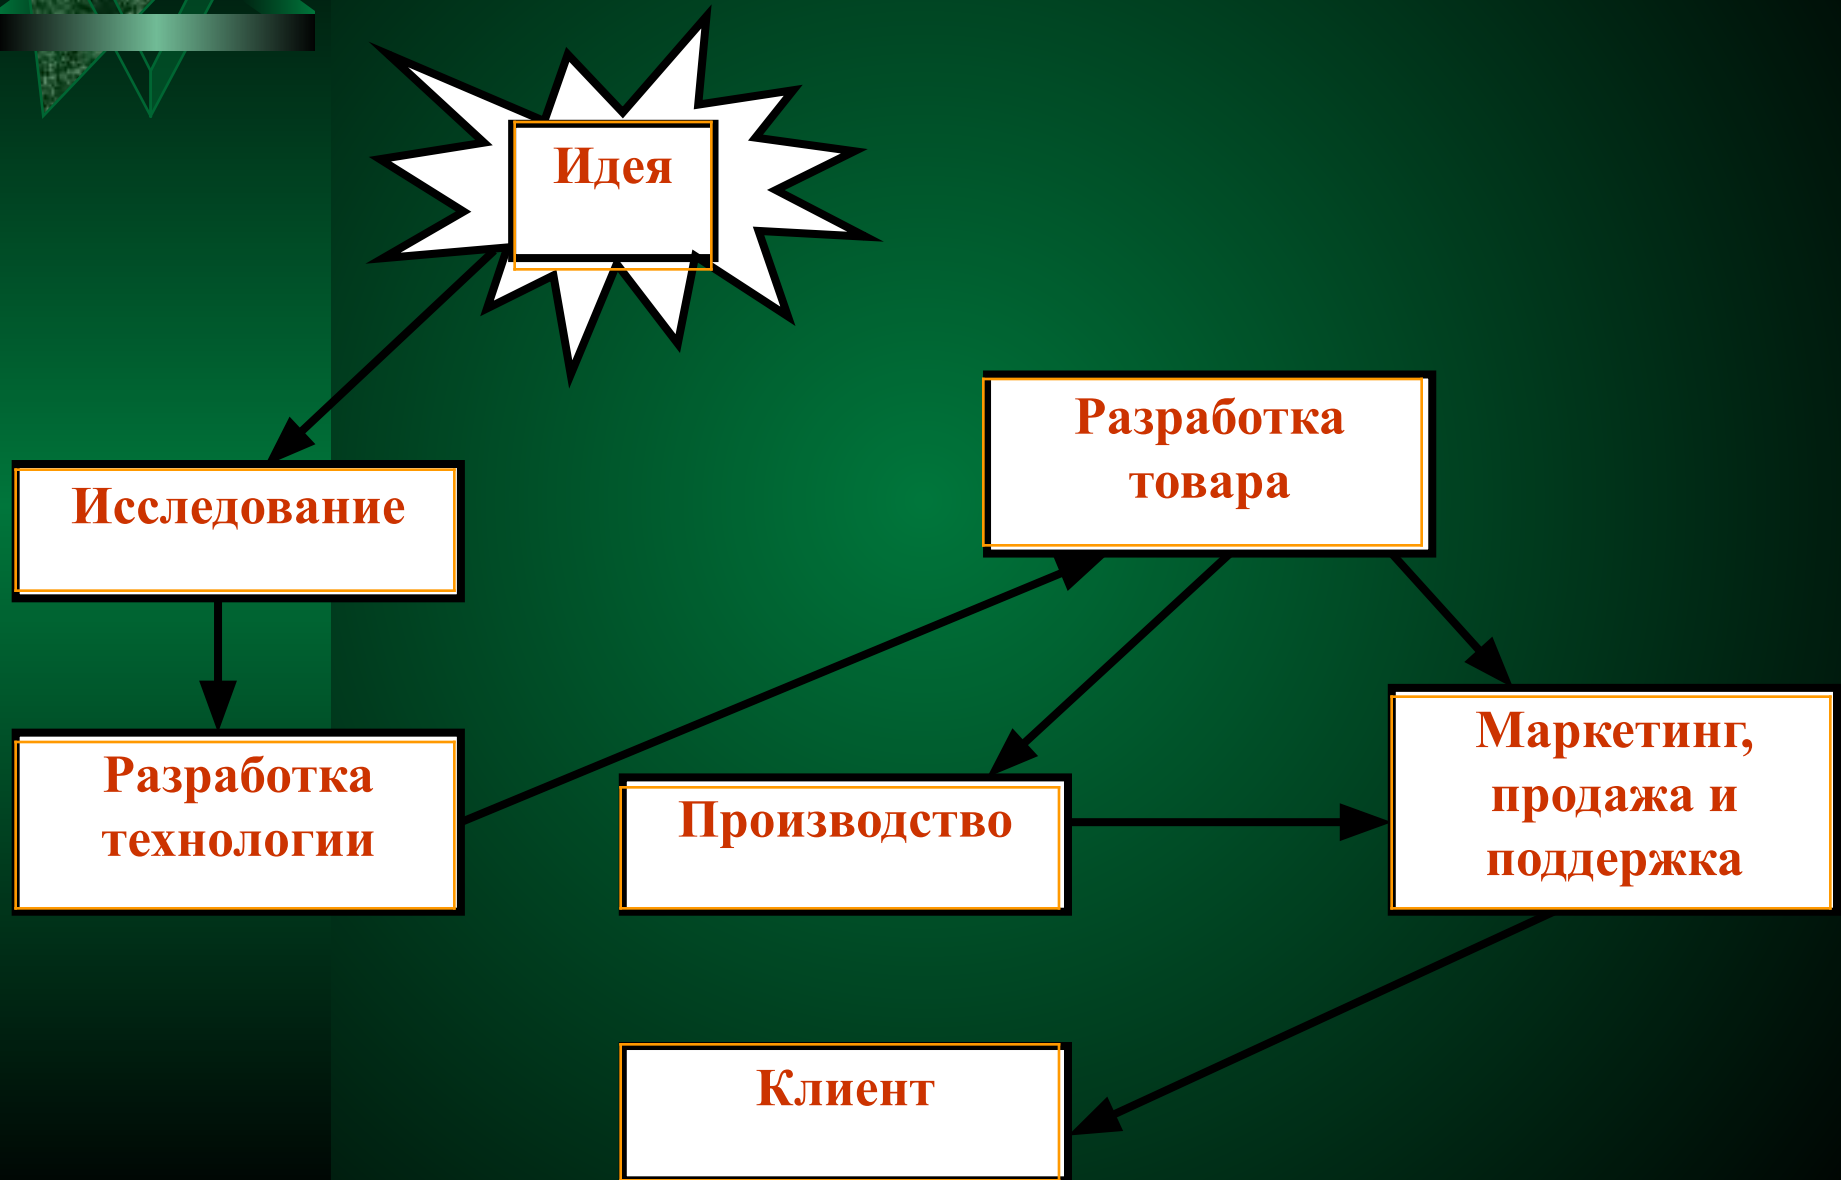 Идея
Исследование
Разработка
технологии
Разработка
товара
Производство
Маркетинг,
продажа и
поддержка
Клиент